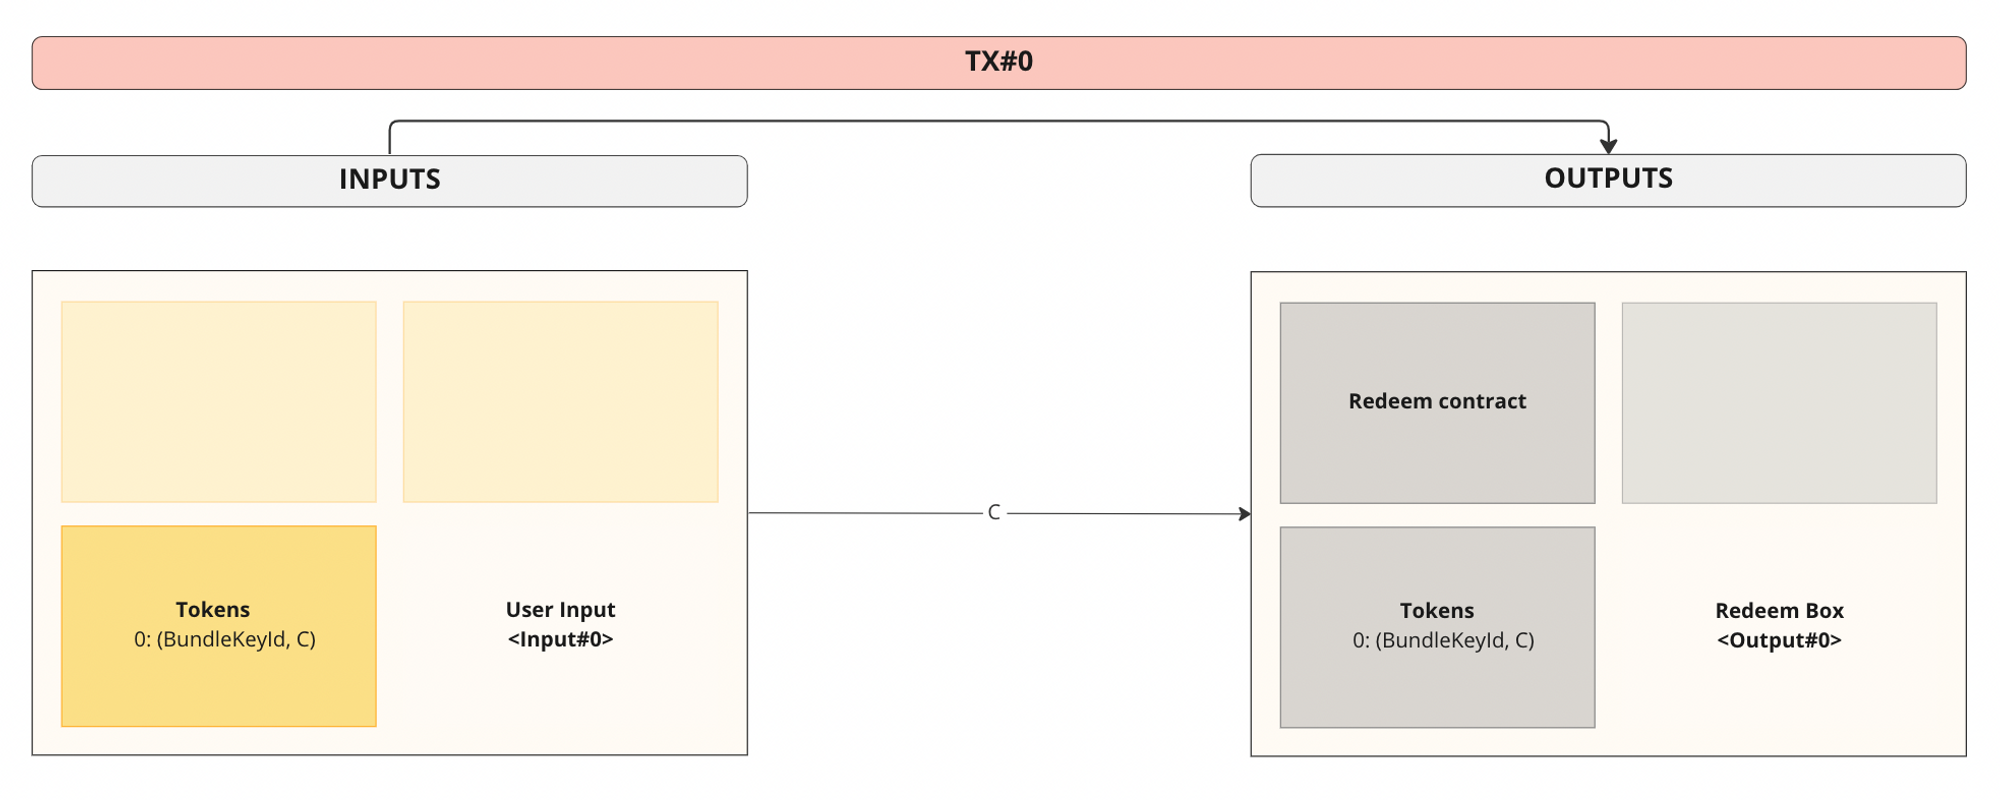 TX#0
INPUTS
OUTPUTS
Tokens
0: (BundleKeyId, C)
User Input
<Input#0>
C
Redeem contract
Tokens
0: (BundleKeyId, C)
Redeem Box
<Output#0>